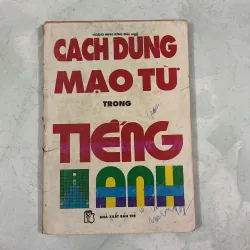 CÁCH DÙNG
MẠO TỪ
TRONG
TIẾNG
ANH
NHÀ XUẤT BẢN TRẺ